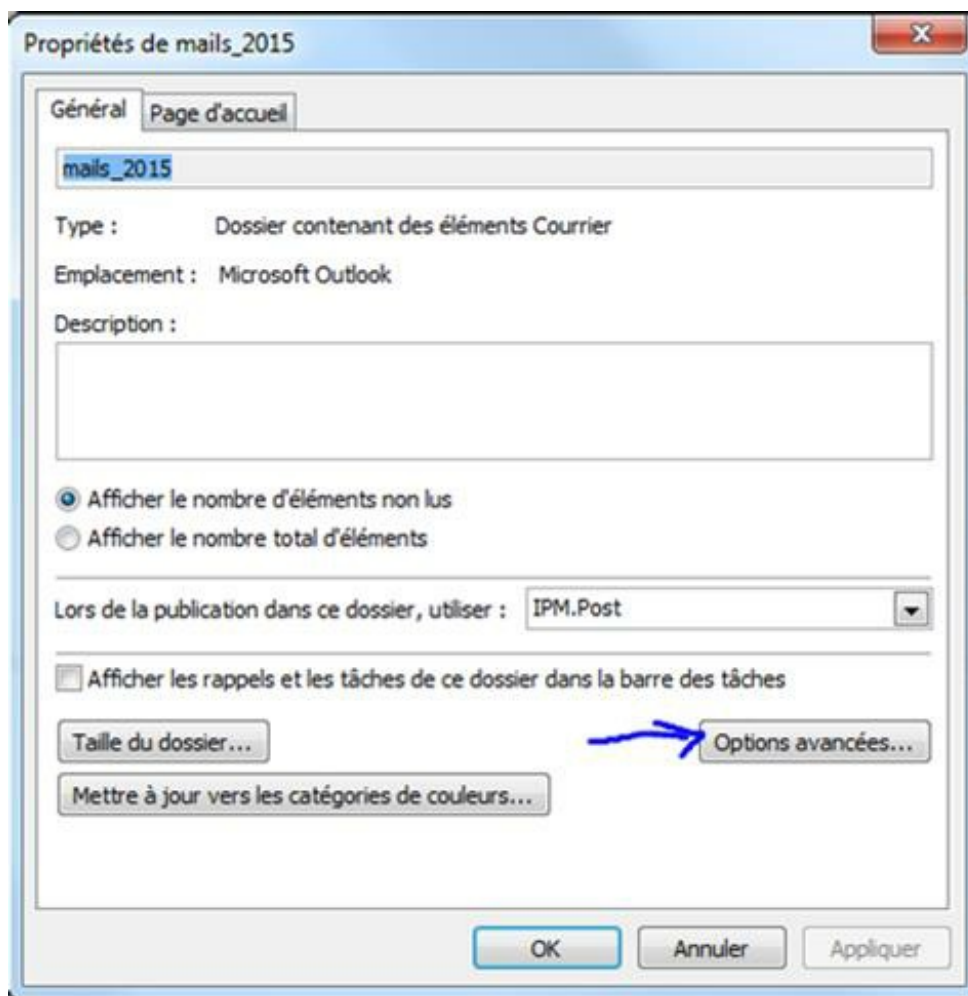 Propriétés de mails_2015
Général Page d'accueil
mails_2015
Type : Dossier contenant des éléments Courrier
Emplacement : Microsoft Outlook
Description :
Afficher le nombre d'éléments non lus
Afficher le nombre total d'éléments
Lors de la publication dans ce dossier, utiliser : IPM.Post
Afficher les rappels et les tâches de ce dossier dans la barre des tâches
Taille du dossier... Options avancées...
Mettre à jour vers les catégories de couleurs...
OK Annuler Appliquer